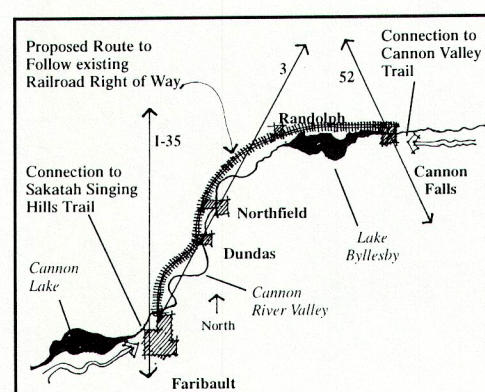 Proposed Route to
Follow existing
Railroad Right of Way
3
52
Connection to
Cannon Valley
Trail
I-35
Randolph
Cannon
Falls
Connection to
Sakatah Singing
Hills Trail
Northfield
Lake
Byllesby
Dundas
Cannon
Lake
Cannon
River Valley
North
Faribault